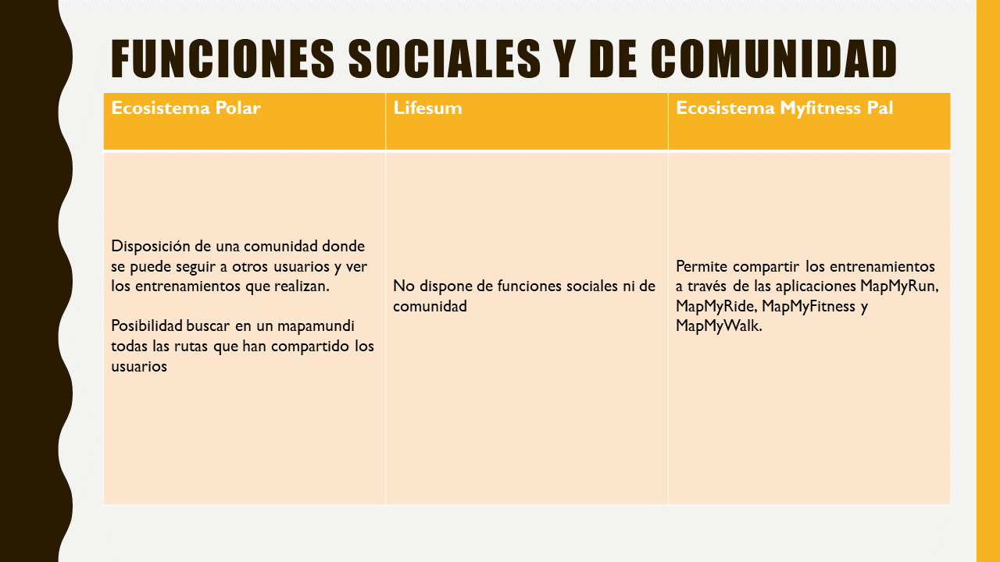 FUNCIONES SOCIALES Y DE COMUNIDAD
Ecosistema Polar
Lifesum
Ecosistema Myfitness Pal
Disposición de una comunidad donde
se puede seguir a otros usuarios y ver
los entrenamientos que realizan.
Posibilidad buscar en un mapamundi
todas las rutas que han compartido los
usuarios
No dispone de funciones sociales ni de
comunidad
Permite compartir los entrenamientos
a través de las aplicaciones MapMyRun,
MapMyRide, MapMyFitness y
MapMyWalk.